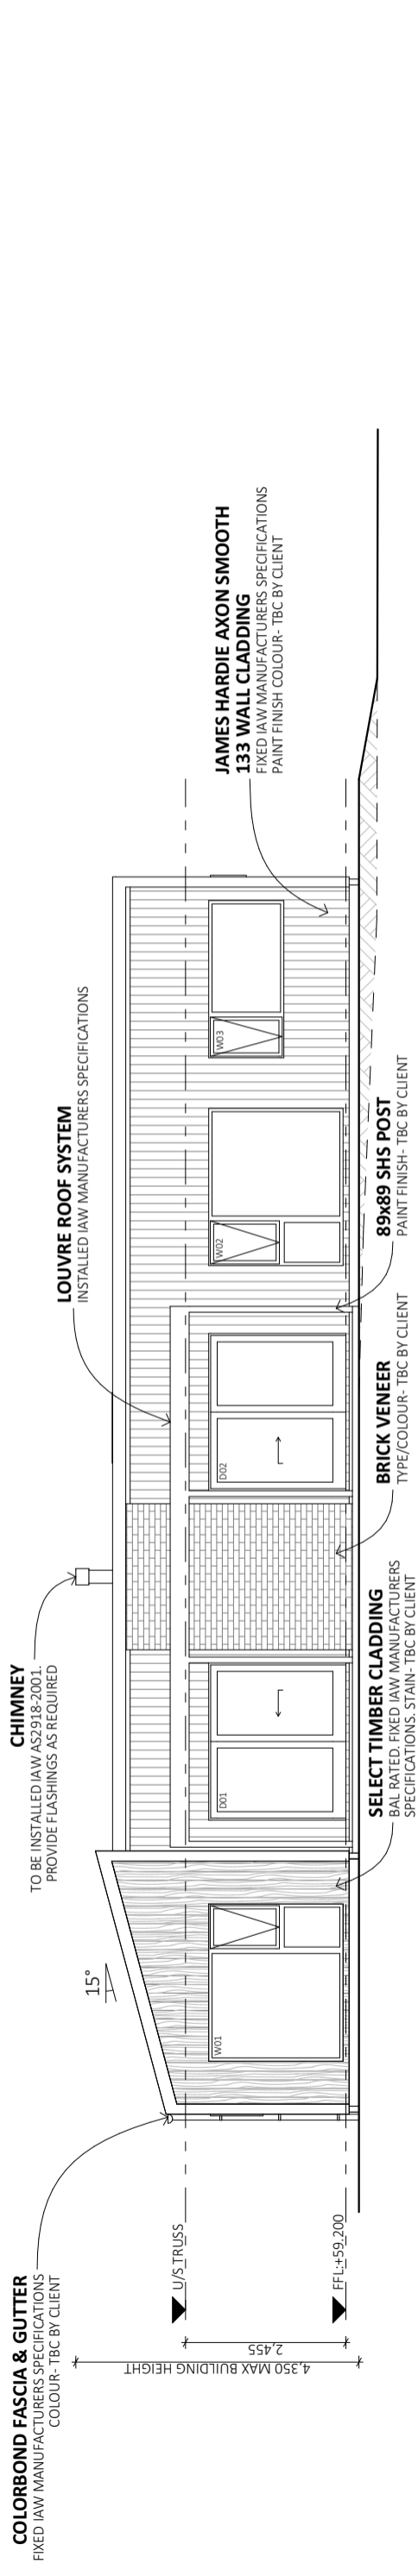 COLORBOND FASCIA & GUTTER
FIXED IAW MANUFACTURERS SPECIFICATIONS
COLOUR- TBC BY CLIENT
CHIMNEY
TO BE INSTALLED IAW AS2918-2001.
PROVIDE FLASHINGS AS REQUIRED
LOUVRE ROOF SYSTEM
INSTALLED IAW MANUFACTURERS SPECIFICATIONS
JAMES HARDIE AXON SMOOTH
133 WALL CLADDING
FIXED IAW MANUFACTURERS SPECIFICATIONS
PAINT FINISH COLOUR- TBC BY CLIENT
15°
U/S TRUSS
FFL:+59.200
4,350 MAX BUILDING HEIGHT
2,455
W01
D01
D02
W02
W03
SELECT TIMBER CLADDING
BAL RATED. FIXED IAW MANUFACTURERS
SPECIFICATIONS. STAIN- TBC BY CLIENT
BRICK VENEER
TYPE/COLOUR- TBC BY CLIENT
89x89 SHS POST
PAINT FINISH- TBC BY CLIENT